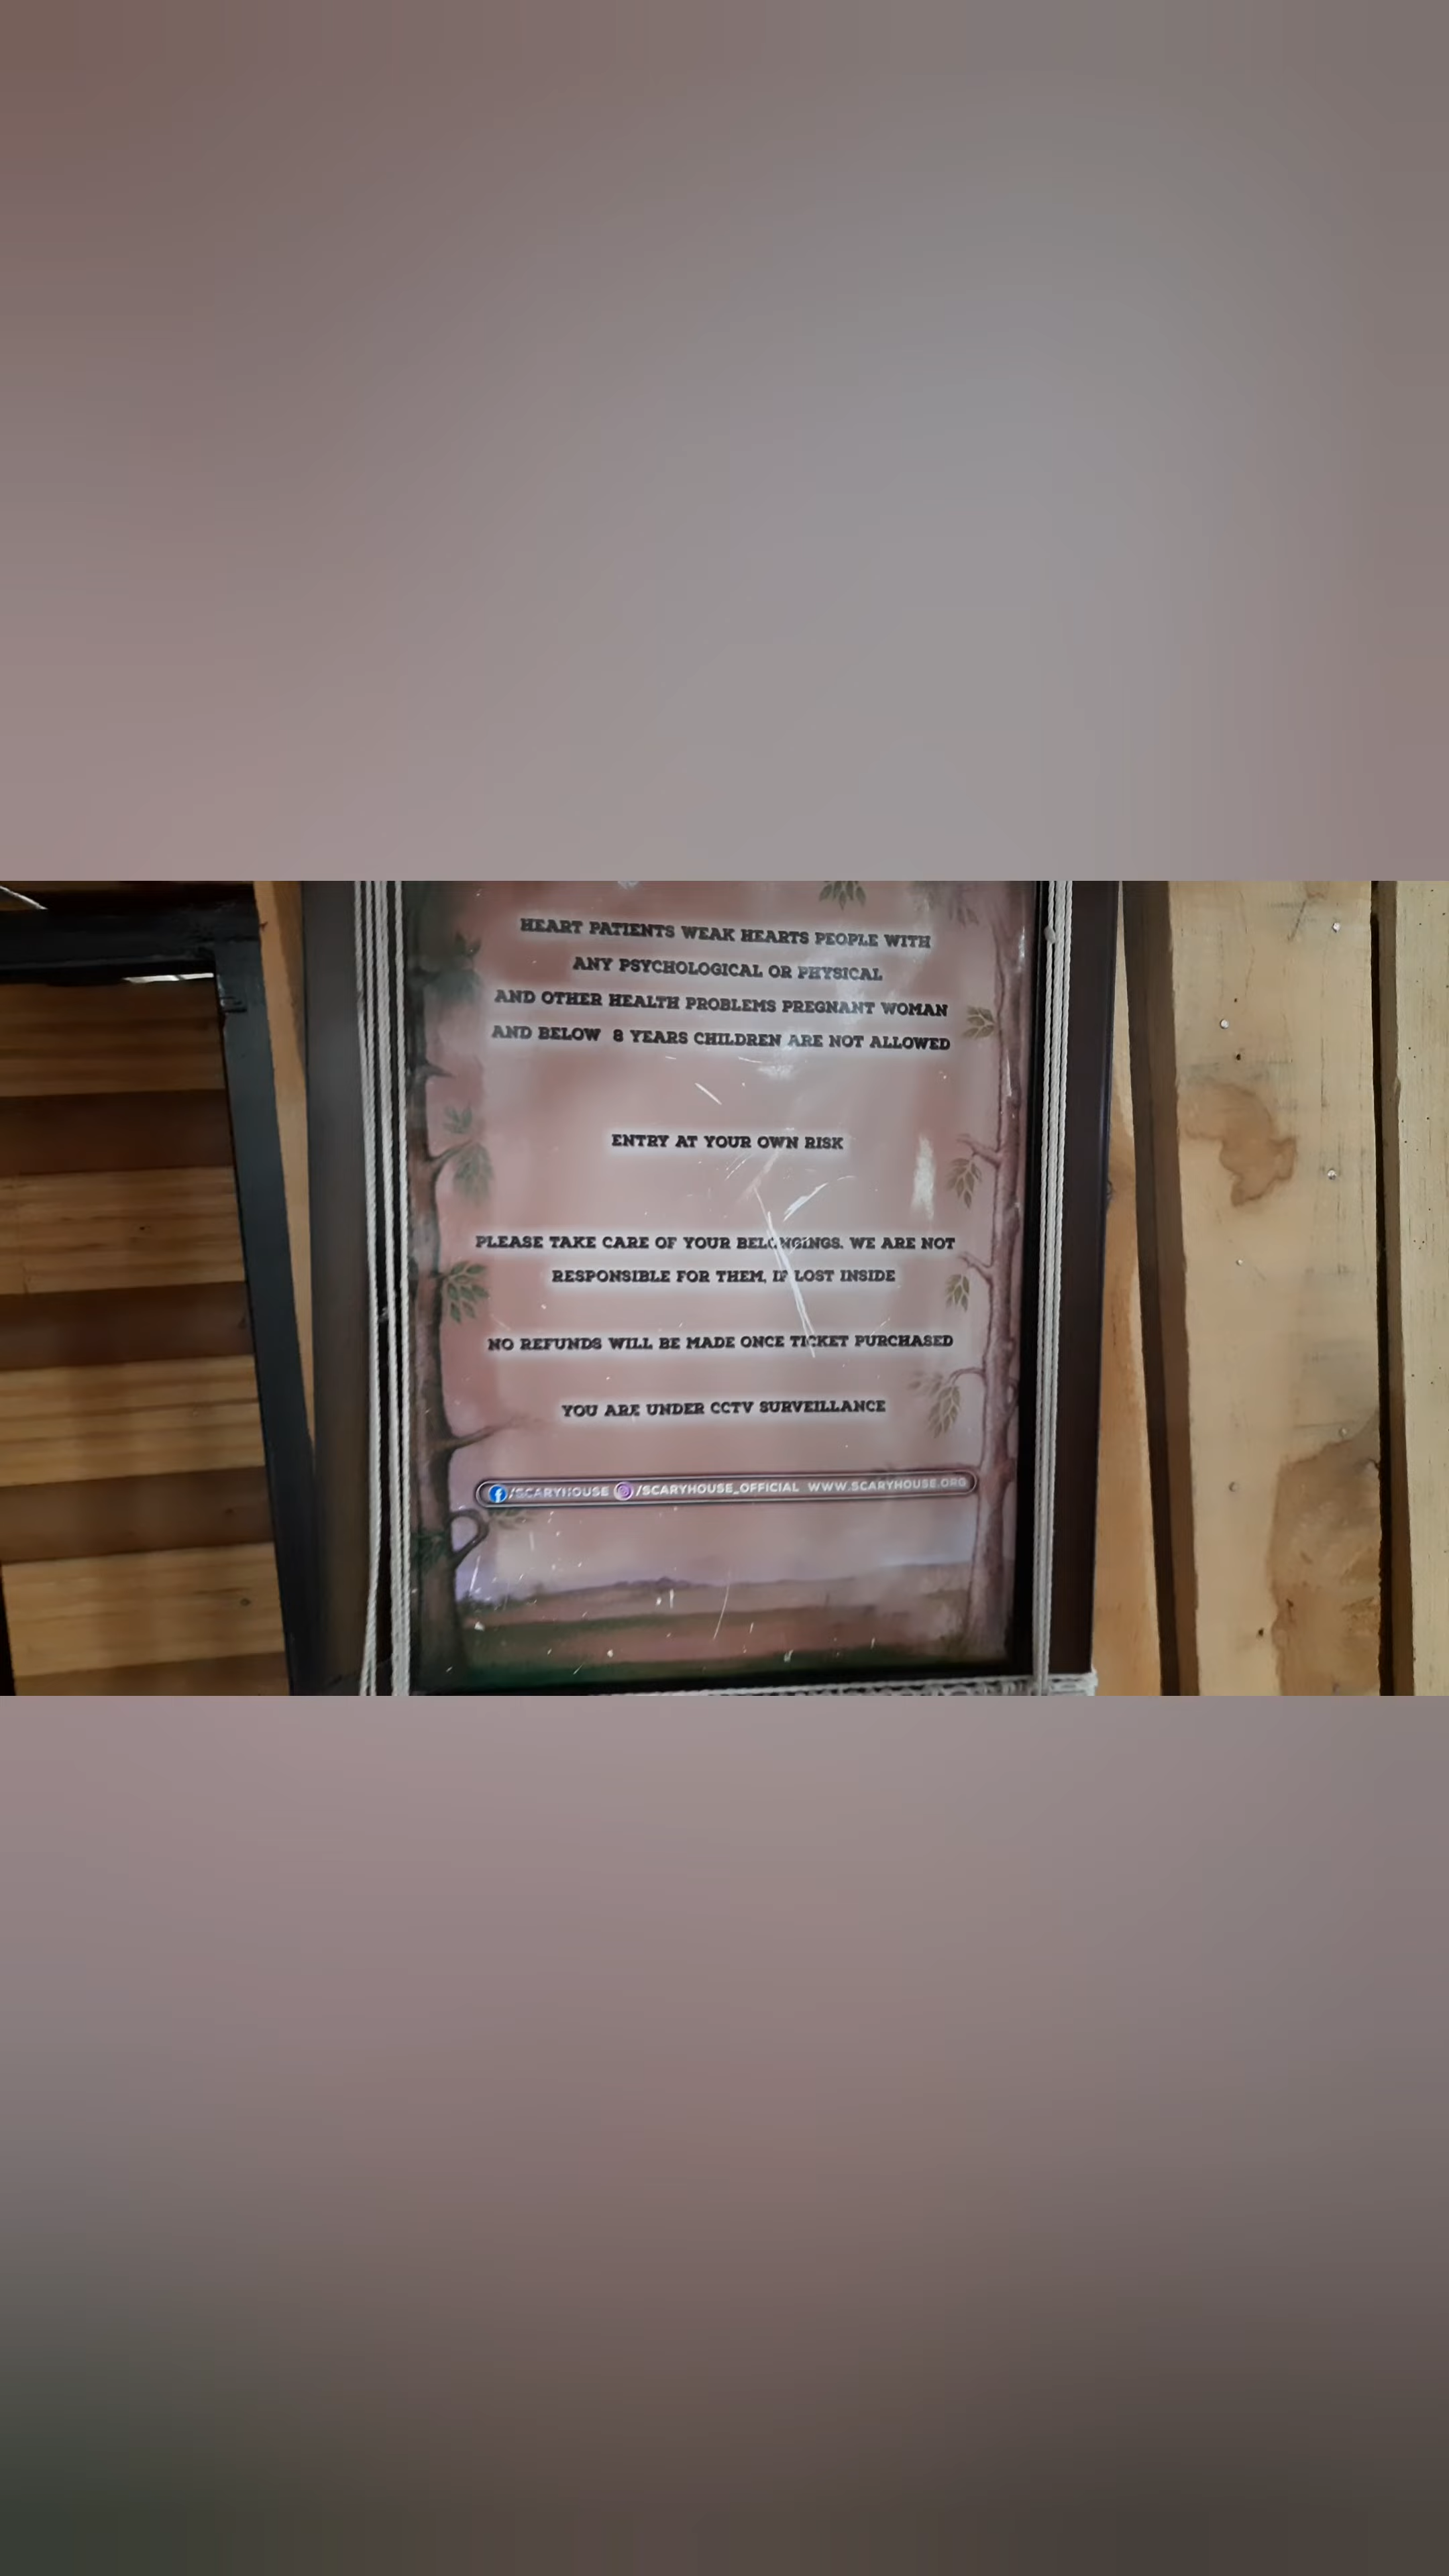 HEART PATIENTS WEAK HEARTS PEOPLE WITH
ANY PSYCHOLOGICAL OR PHYSICAL
AND OTHER HEALTH PROBLEMS PREGNANT WOMAN
AND BELOW 8 YEARS CHILDREN ARE NOT ALLOWED
ENTRY AT YOUR OWN RISK
PLEASE TAKE CARE OF YOUR BELONGINGS. WE ARE NOT
RESPONSIBLE FOR THEM, IF LOST INSIDE
NO REFUNDS WILL BE MADE ONCE TICKET PURCHASED
YOU ARE UNDER CCTV SURVEILLANCE
/SCARYHOUSE /SCARYHOUSE_OFFICIAL WWW.SCARYHOUSE.ORG